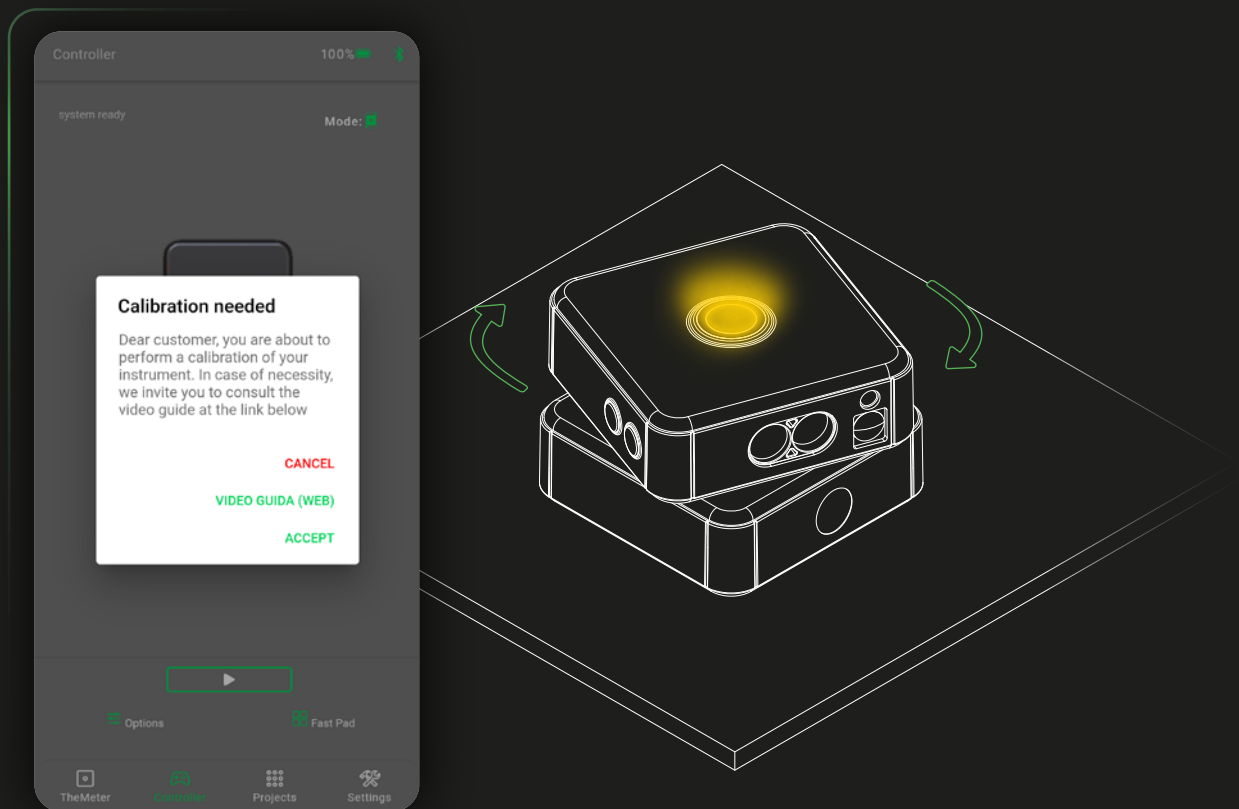 Controller
100%
system ready
Mode:
Calibration needed
Dear customer, you are about to
perform a calibration of your
instrument. In case of necessity,
we invite you to consult the
video guide at the link below
CANCEL
VIDEO GUIDA (WEB)
ACCEPT
Options
Fast Pad
TheMeter
Controller
Projects
Settings